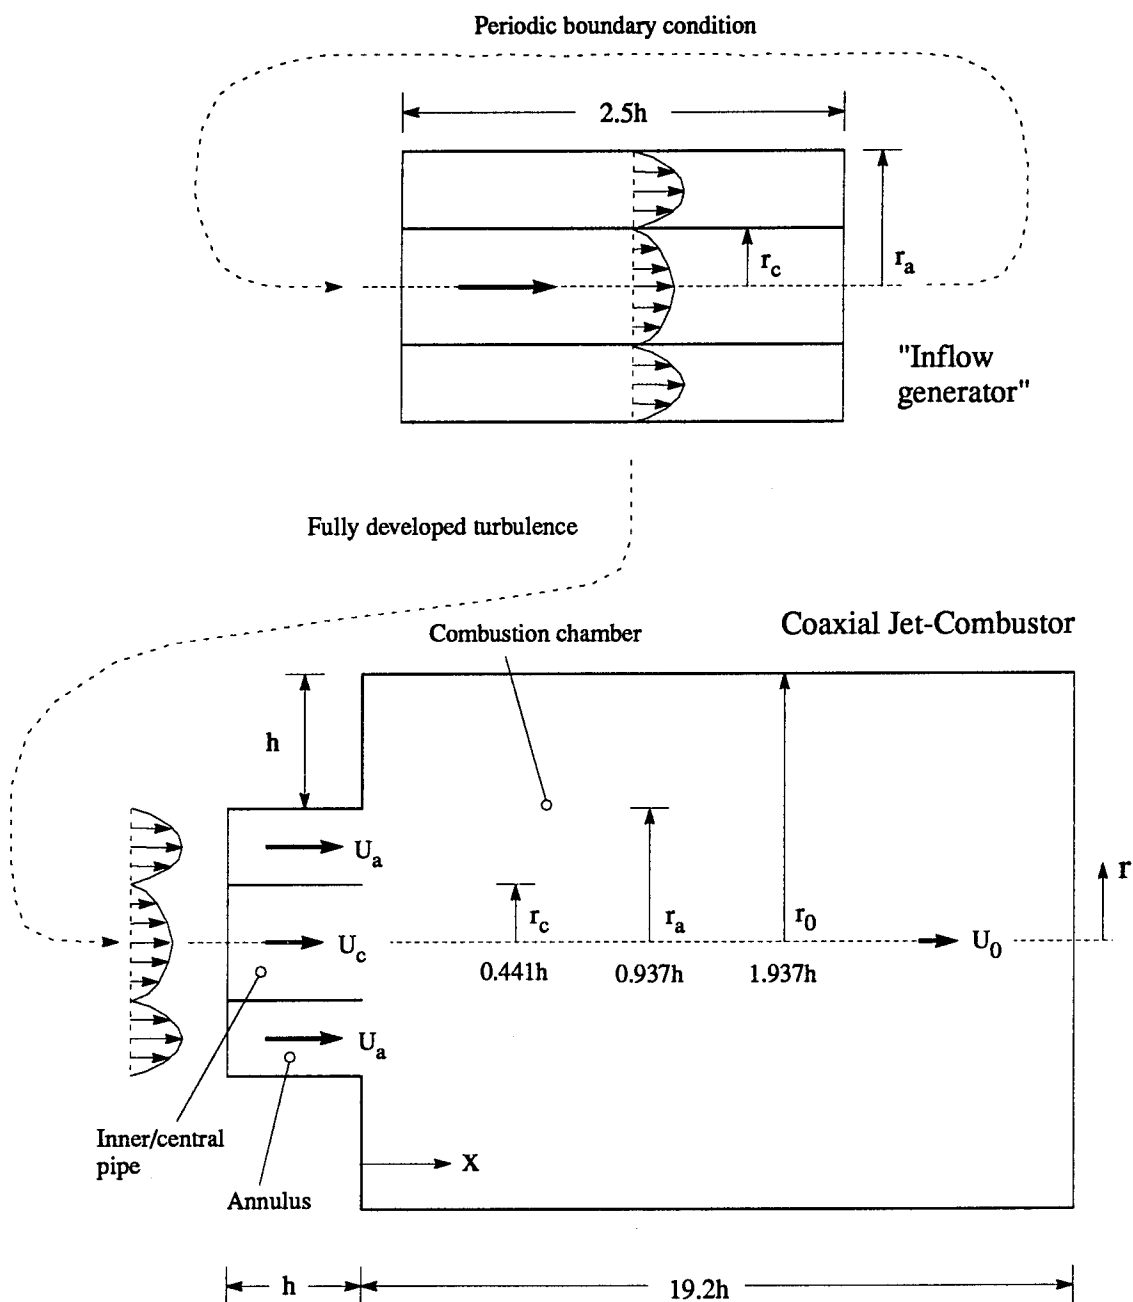 Periodic boundary condition
2.5h
r_c
r_a
"Inflow
generator"
Fully developed turbulence
Coaxial Jet-Combustor
Combustion chamber
h
U_a
r_c
r_a
r_0
r
U_c
U_0
0.441h
0.937h
1.937h
U_a
Inner/central
pipe
x
Annulus
h
19.2h